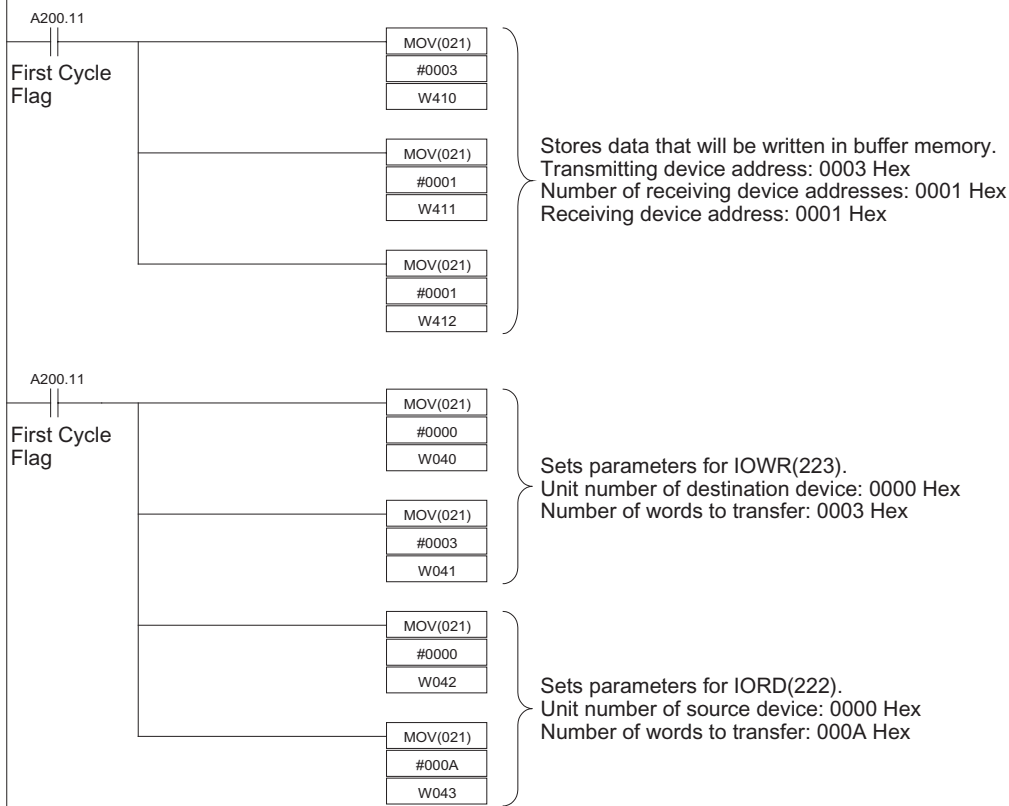 A200.11
First Cycle
Flag
MOV(021)
#0003
W410
MOV(021)
#0001
W411
MOV(021)
#0001
W412
Stores data that will be written in buffer memory.
Transmitting device address: 0003 Hex
Number of receiving device addresses: 0001 Hex
Receiving device address: 0001 Hex
A200.11
First Cycle
Flag
MOV(021)
#0000
W040
MOV(021)
#0003
W041
Sets parameters for IOWR(223).
Unit number of destination device: 0000 Hex
Number of words to transfer: 0003 Hex
MOV(021)
#0000
W042
MOV(021)
#000A
W043
Sets parameters for IORD(222).
Unit number of source device: 0000 Hex
Number of words to transfer: 000A Hex